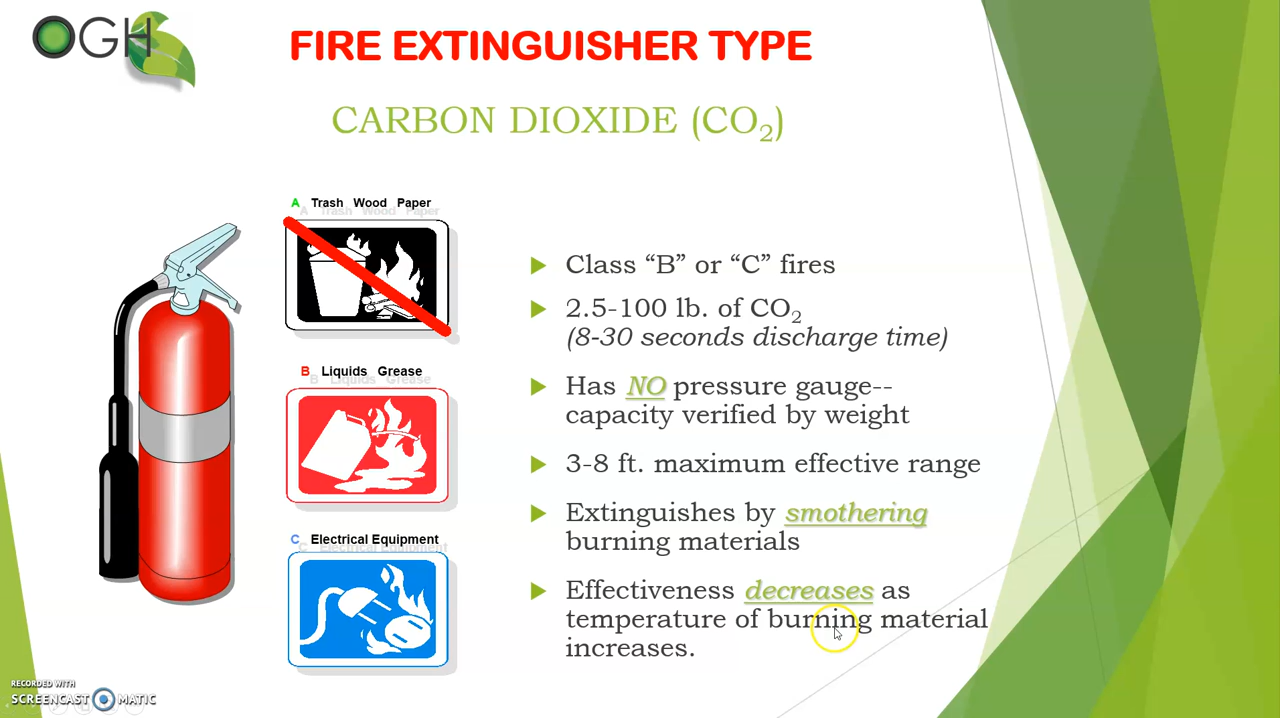 OGH
FIRE EXTINGUISHER TYPE
CARBON DIOXIDE (CO₂)
A Trash Wood Paper
B Liquids Grease
C Electrical Equipment
Class “B” or “C” fires
2.5-100 lb. of CO₂
(8-30 seconds discharge time)
Has NO pressure gauge--
capacity verified by weight
3-8 ft. maximum effective range
Extinguishes by smothering
burning materials
Effectiveness decreases as
temperature of burning material
increases.
RECORDED WITH
SCREENCAST MATIC